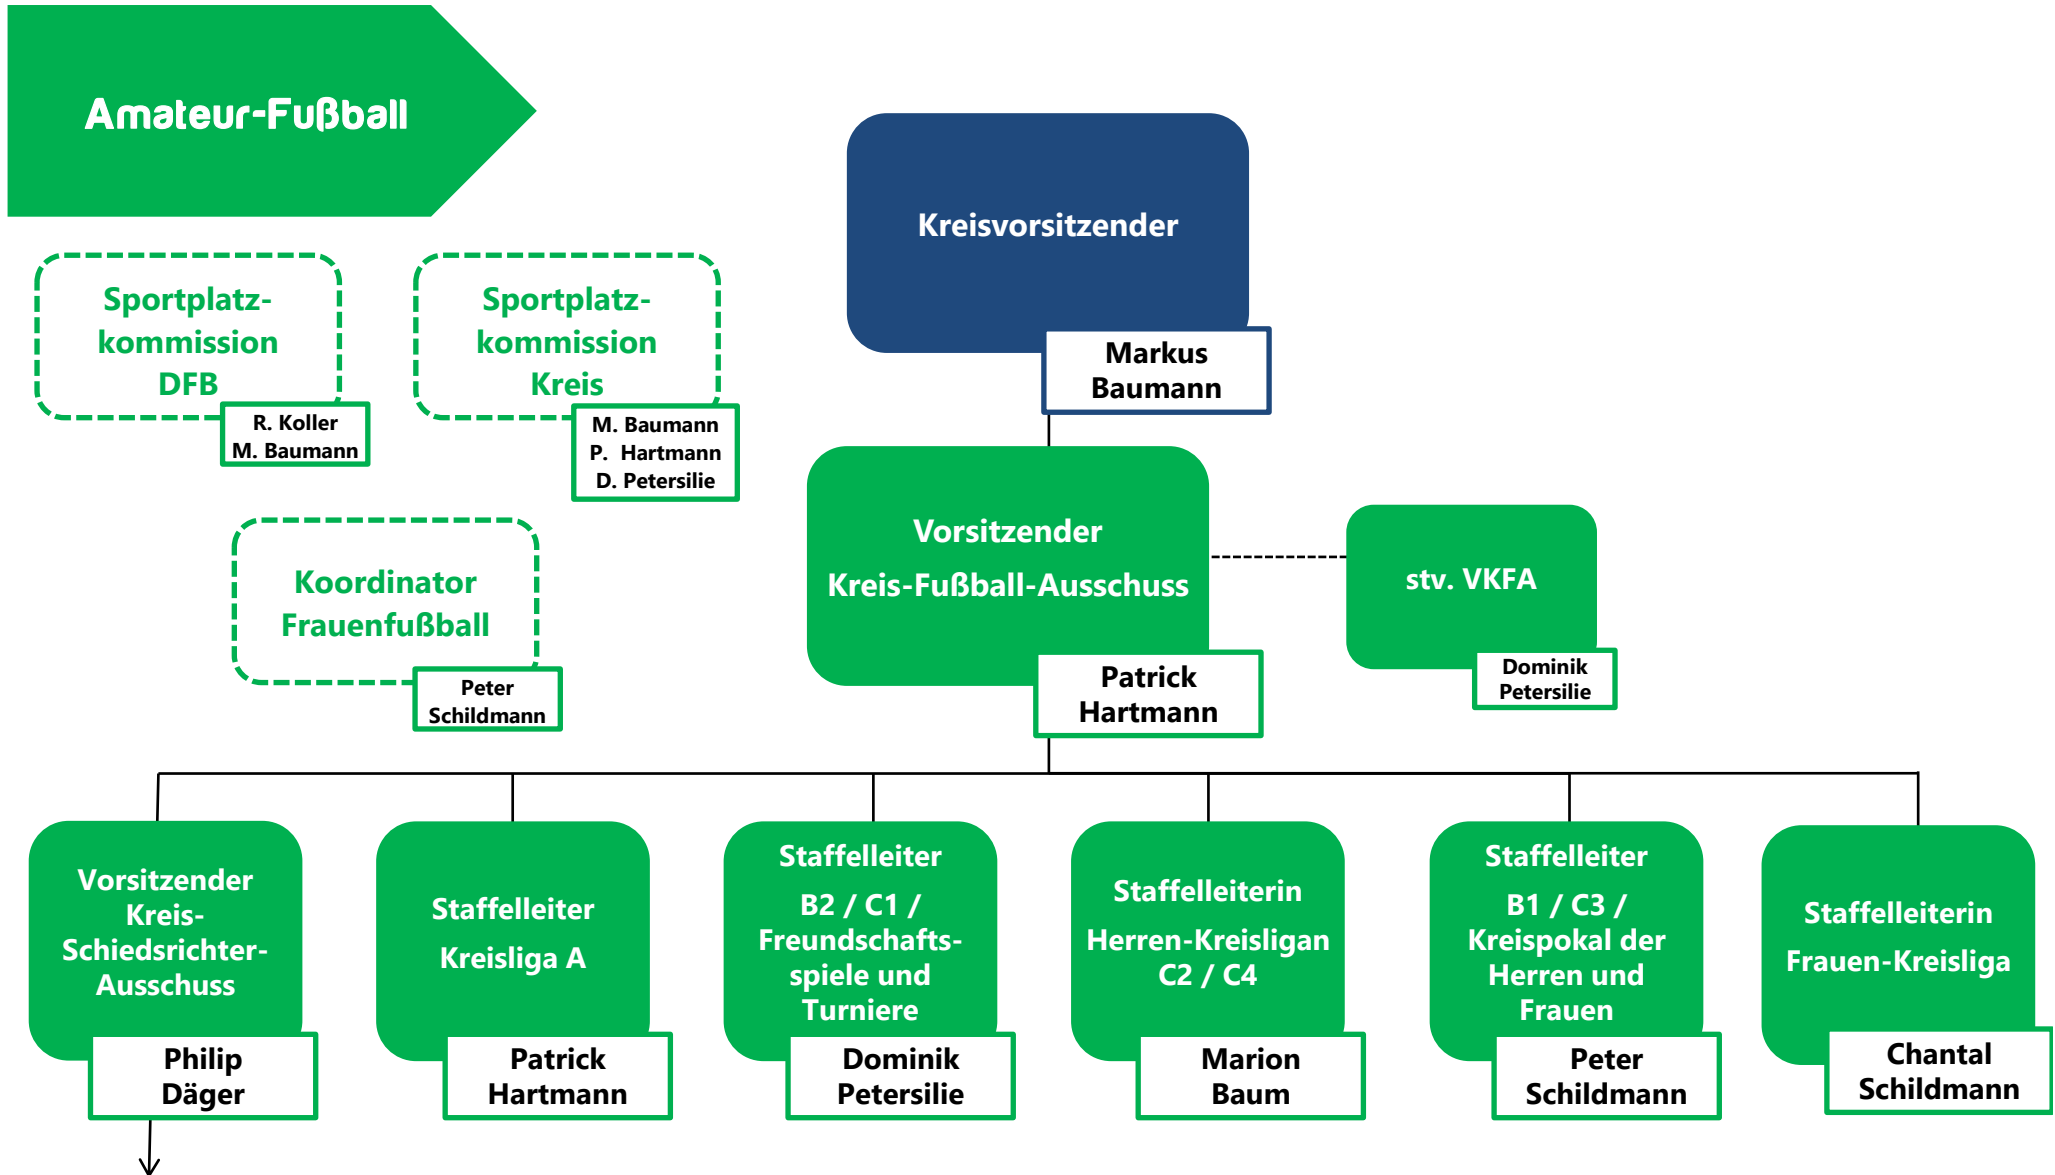 Amateur-Fußball
Kreisvorsitzender
Markus
Baumann
Sportplatz-
kommission
DFB
R. Koller
M. Baumann
Sportplatz-
kommission
Kreis
M. Baumann
P. Hartmann
D. Petersilie
Koordinator
Frauenfußball
Peter
Schildmann
Vorsitzender
Kreis-Fußball-Ausschuss
Patrick
Hartmann
stv. VKFA
Dominik
Petersilie
Vorsitzender
Kreis-
Schiedsrichter-
Ausschuss
Philip
Däger
Staffelleiter
Kreisliga A
Patrick
Hartmann
Staffelleiter
B2 / C1 /
Freundschafts-
spiele und
Turniere
Dominik
Petersilie
Staffelleiterin
Herren-Kreisligan
C2 / C4
Marion
Baum
Staffelleiter
B1 / C3 /
Kreispokal der
Herren und
Frauen
Peter
Schildmann
Staffelleiterin
Frauen-Kreisliga
Chantal
Schildmann